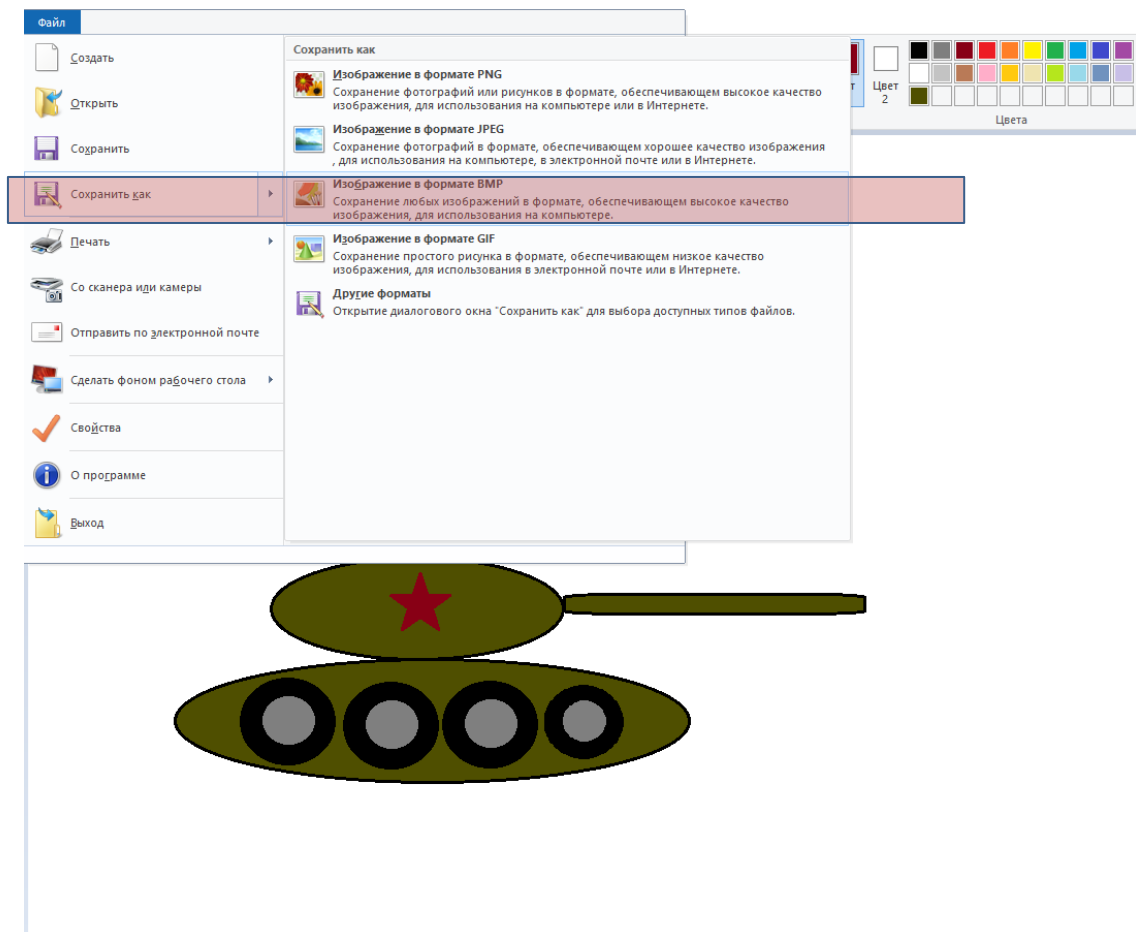 Файл
Создать
Открыть
Сохранить
Сохранить как
Печать
Со сканера или камеры
Отправить по электронной почте
Сделать фоном рабочего стола
Свойства
О программе
Выход
Сохранить как
Изображение в формате PNG
Сохранение фотографий или рисунков в формате, обеспечивающем высокое качество
изображения, для использования на компьютере или в Интернете.
Изображение в формате JPEG
Сохранение фотографий в формате, обеспечивающем хорошее качество изображения
, для использования на компьютере, в электронной почте или в Интернете.
Изображение в формате BMP
Сохранение любых изображений в формате, обеспечивающем высокое качество
изображения, для использования на компьютере.
Изображение в формате GIF
Сохранение простого рисунка в формате, обеспечивающем низкое качество
изображения, для использования в электронной почте или в Интернете.
Другие форматы
Открытие диалогового окна "Сохранить как" для выбора доступных типов файлов.
т
Цвет
2
Цвета